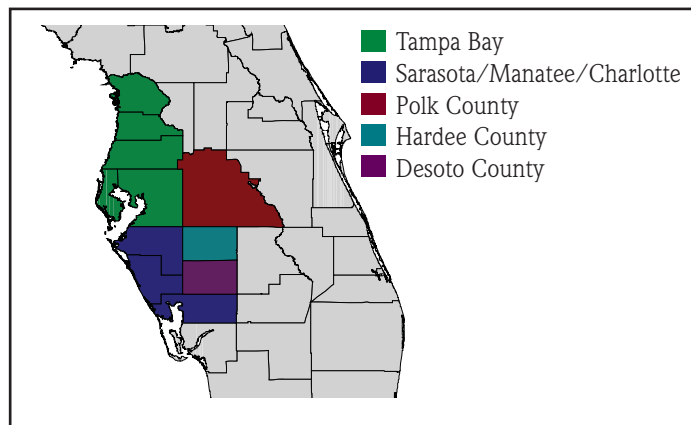 Tampa Bay
Sarasota/Manatee/Charlotte
Polk County
Hardee County
Desoto County